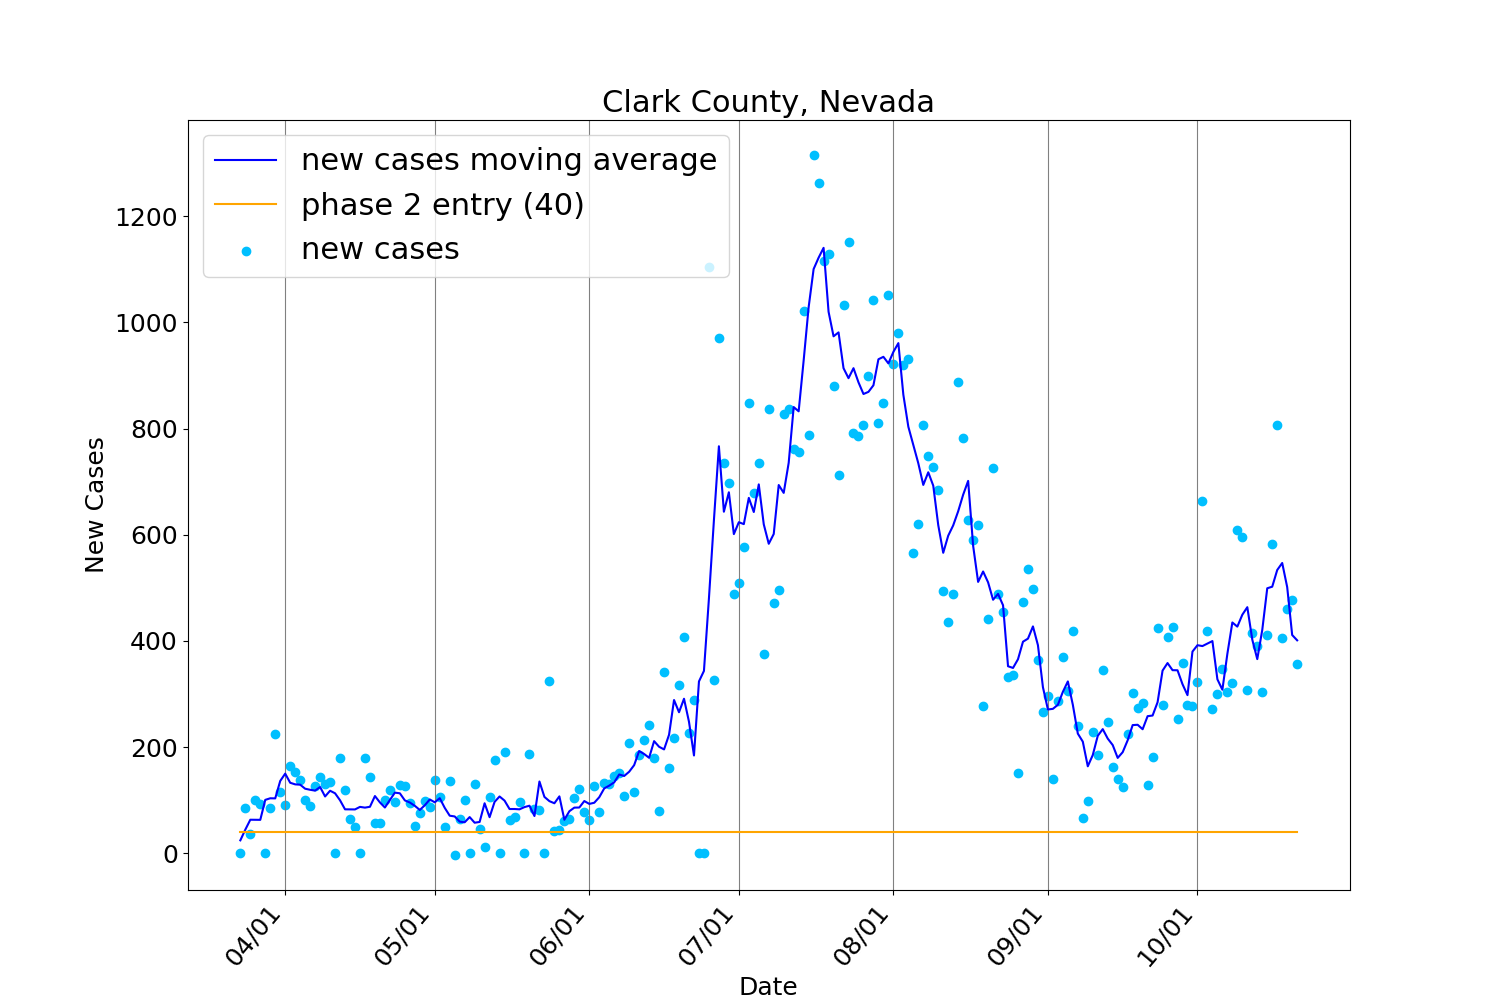 Clark County, Nevada
new cases moving average
phase 2 entry (40)
new cases
1200
1000
800
600
400
200
0
New Cases
04/01
05/01
06/01
07/01
08/01
09/01
10/01
Date